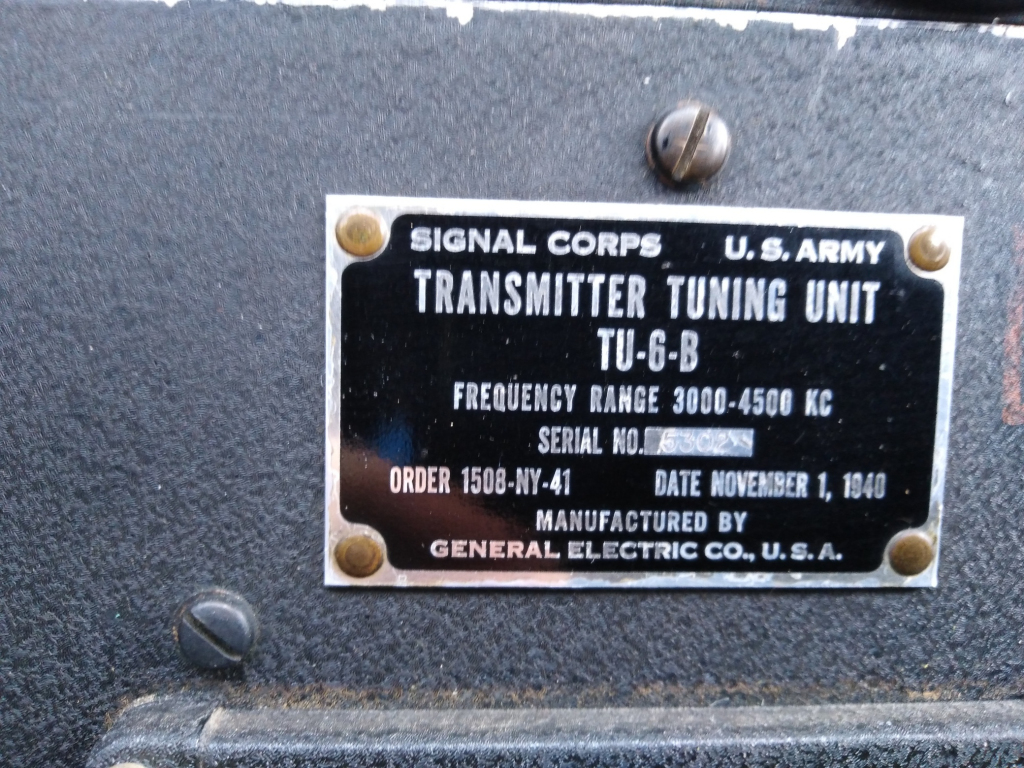 SIGNAL CORPS U. S. ARMY
TRANSMITTER TUNING UNIT
TU-6-B
FREQUENCY RANGE 3000-4500 KC
SERIAL NO.
ORDER 1508-NY-41 DATE NOVEMBER 1, 1940
MANUFACTURED BY
GENERAL ELECTRIC CO., U. S. A.